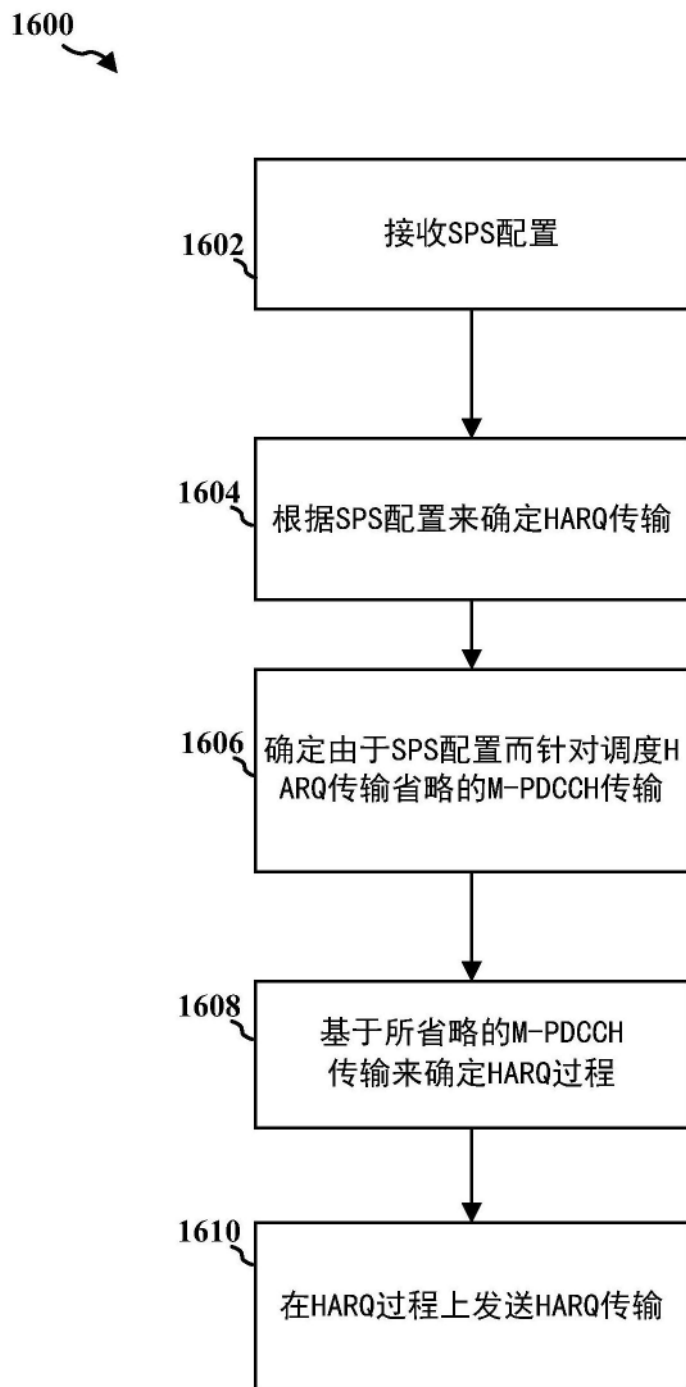 1600
1602
接收SPS配置
1604
根据SPS配置来确定HARQ传输
1606
确定由于SPS配置而针对调度H
ARQ传输省略的M-PDCCH传输
1608
基于所省略的M-PDCCH
传输来确定HARQ过程
1610
在HARQ过程上发送HARQ传输